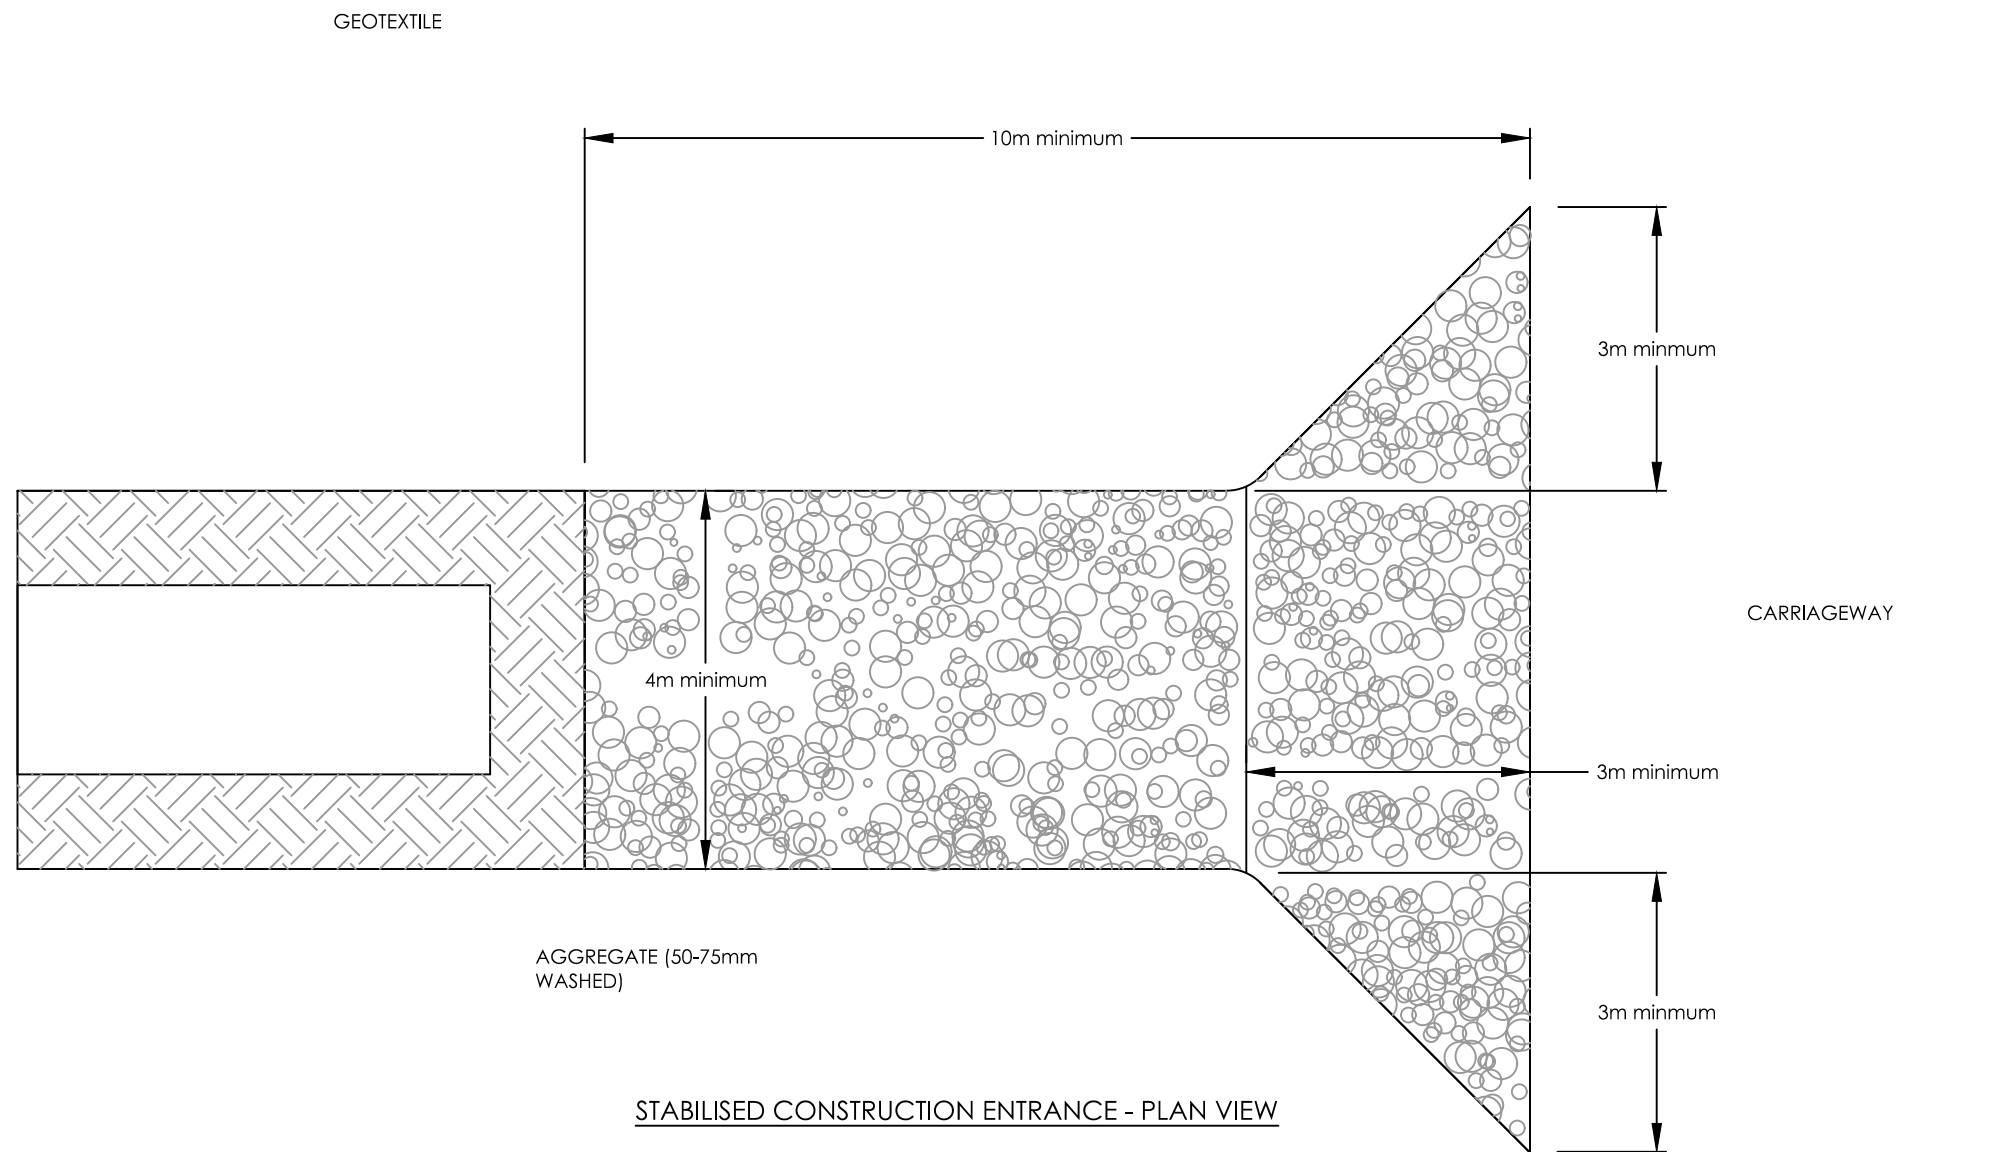 GEOTEXTILE
10m minimum
3m minmum
CARRIAGEWAY
4m minimum
3m minimum
AGGREGATE (50-75mm
WASHED)
3m minmum
STABILISED CONSTRUCTION ENTRANCE - PLAN VIEW